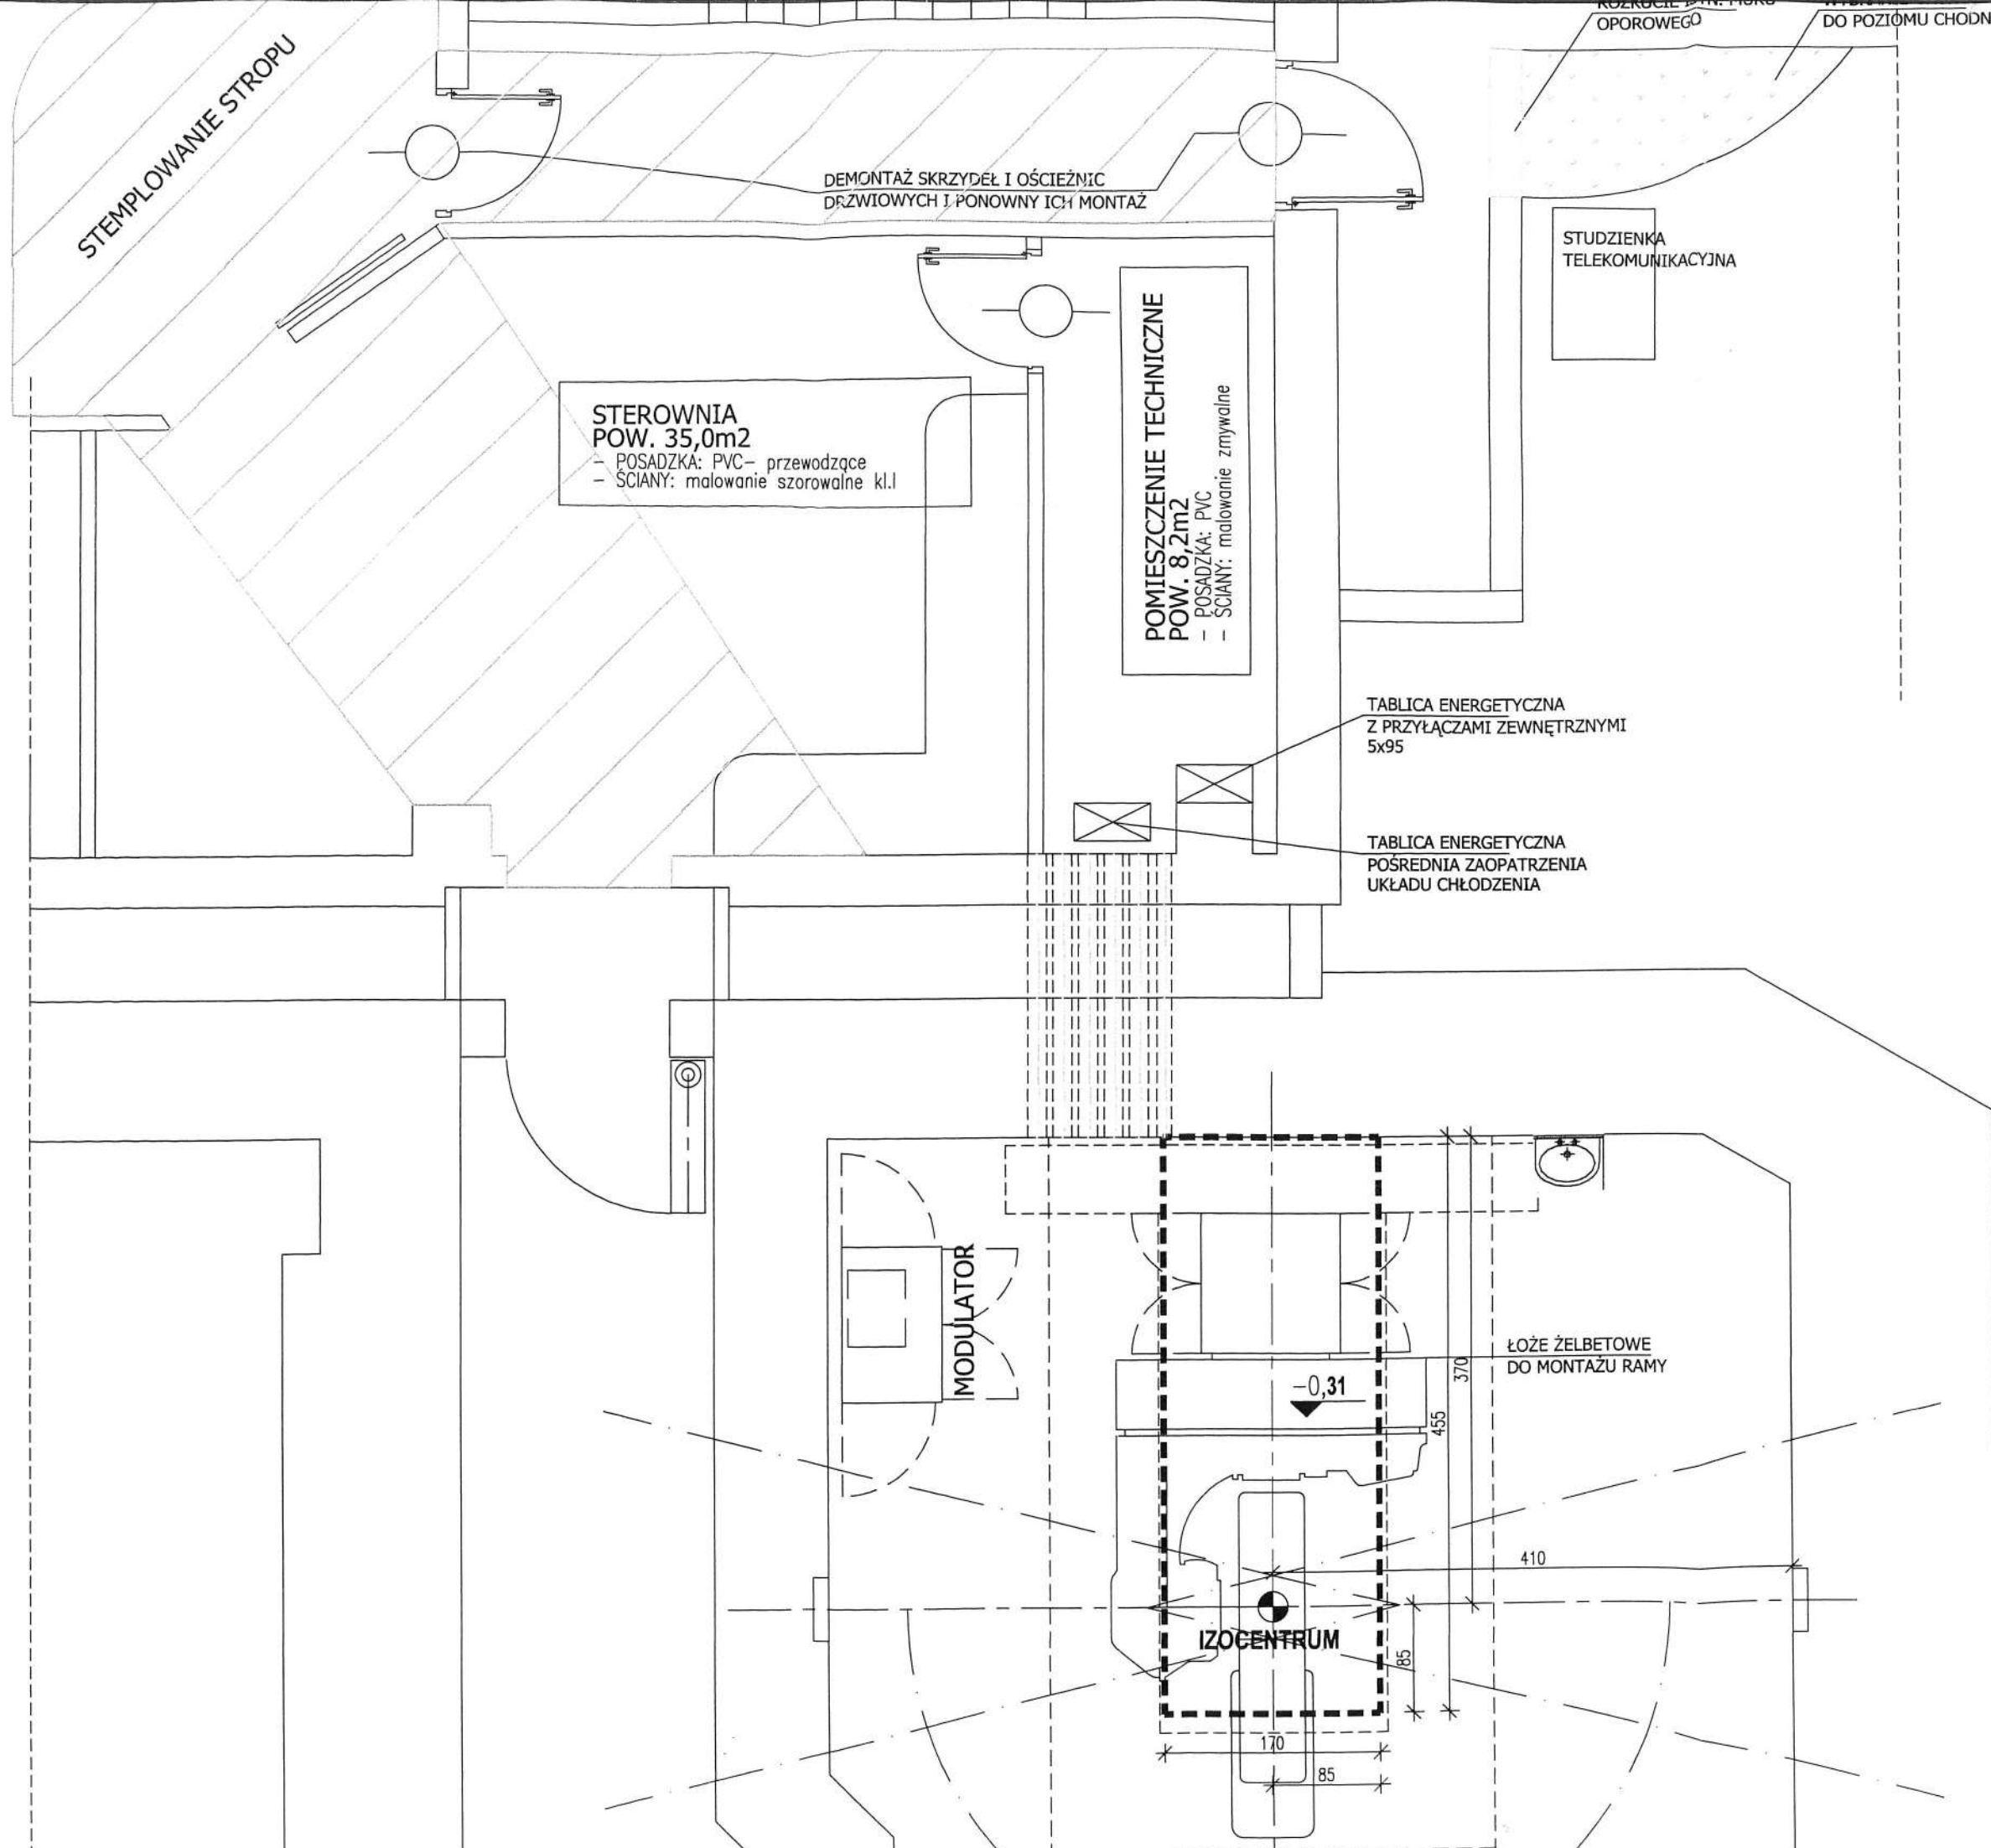 OPOROWEGO
DO POZIOMU CHODN
STEMPLOWANIE STROPU
DEMONTAŻ SKRZYDEŁ I OŚCIEŻNIC
DRZWIOWYCH I PONOWNY ICH MONTAŻ
STUDZIENKA
TELEKOMUNIKACYJNA
STEROWNIA
POW. 35,0m2
- POSADZKA: PVC- przewodzące
- ŚCIANY: malowanie szorowalne kl.I
POMIESZCZENIE TECHNICZNE
POW. 8,2m2
- POSADZKA: PVC
- ŚCIANY: malowanie zmywalne
TABLICA ENERGETYCZNA
Z PRZYŁĄCZAMI ZEWNĘTRZNYMI
5x95
TABLICA ENERGETYCZNA
POŚREDNIA ZAOPATRZENIA
UKŁADU CHŁODZENIA
MODULATOR
ŁOŻE ŻELBETOWE
DO MONTAŻU RAMY
-0,31
370
455
410
IZOCENTRUM
85
170
85